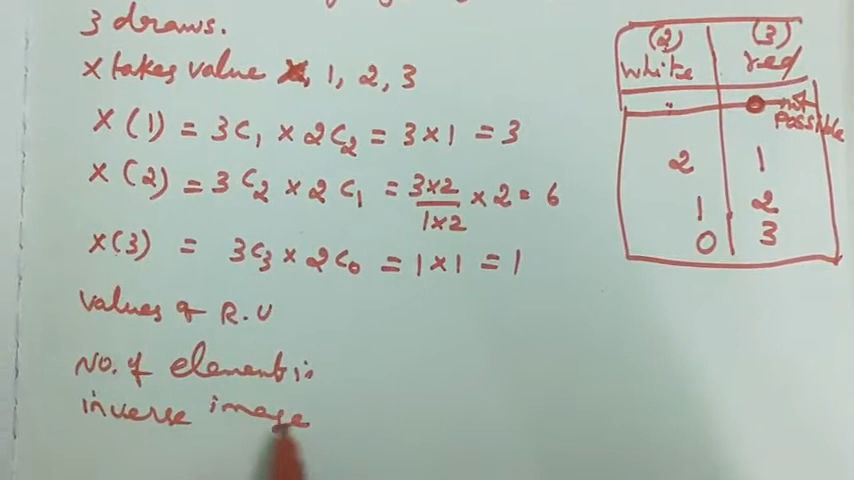 3 draws.
X takes value 1, 2, 3
X(1) = 3C₁ × 2C₂ = 3×1 = 3
X(2) = 3C₂ × 2C₁ = 3×2/1×2 × 2 = 6
X(3) = 3C₃ × 2C₀ = 1×1 = 1
Values of R.V
No. of elements in
inverse image
(2) (3)
white red
0 not
possible
2 1
1 2
0 3